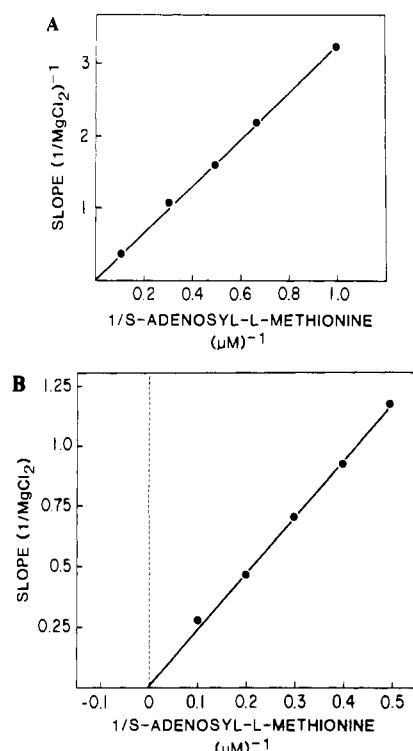 A
SLOPE (1/MgCl2)-1
3
2
1
0.2 0.4 0.6 0.8 1.0
1/S-ADENOSYL-L-METHIONINE
(μM)-1
B
SLOPE (1/MgCl2)
1.25
1.0
0.75
0.5
0.25
-0.1 0 0.1 0.2 0.3 0.4 0.5
1/S-ADENOSYL-L-METHIONINE
(μM)-1